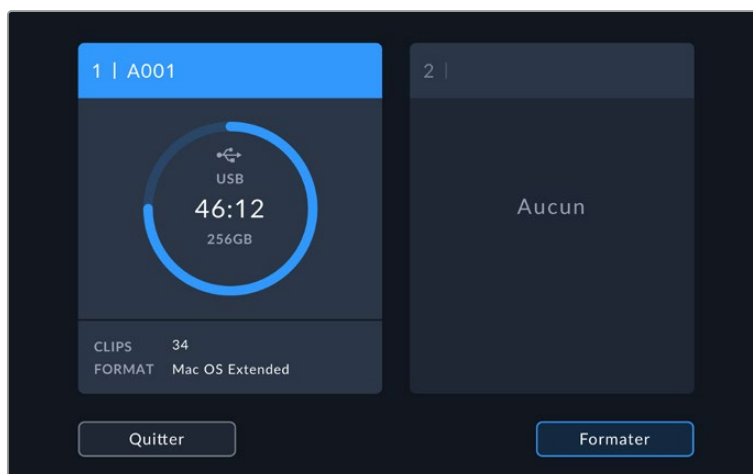 1 | A001
USB
46:12
256GB
CLIPS 34
FORMAT Mac OS Extended
2 |
Aucun
Quitter
Formater